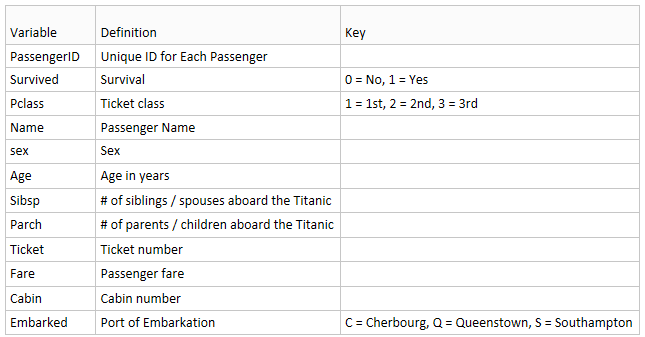 Variable Definition Key
PassengerID Unique ID for Each Passenger
Survived Survival 0 = No, 1 = Yes
Pclass Ticket class 1 = 1st, 2 = 2nd, 3 = 3rd
Name Passenger Name
sex Sex
Age Age in years
Sibsp # of siblings / spouses aboard the Titanic
Parch # of parents / children aboard the Titanic
Ticket Ticket number
Fare Passenger fare
Cabin Cabin number
Embarked Port of Embarkation C = Cherbourg, Q = Queenstown, S = Southampton